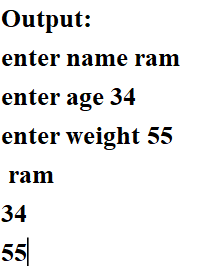 Output:
enter name ram
enter age 34
enter weight 55
ram
34
55